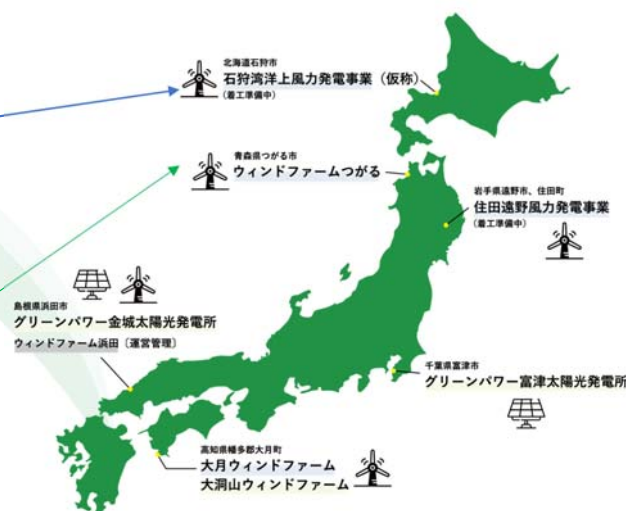 北海道石狩市
石狩湾洋上風力発電事業（仮称）
（着工準備中）
青森県つがる市
ウィンドファームつがる
岩手県遠野市、住田町
住田遠野風力発電事業
（着工準備中）
島根県浜田市
グリーンパワー金城太陽光発電所
ウィンドファーム浜田（運営管理）
千葉県富津市
グリーンパワー富津太陽光発電所
高知県幡多郡大月町
大月ウィンドファーム
大洞山ウィンドファーム